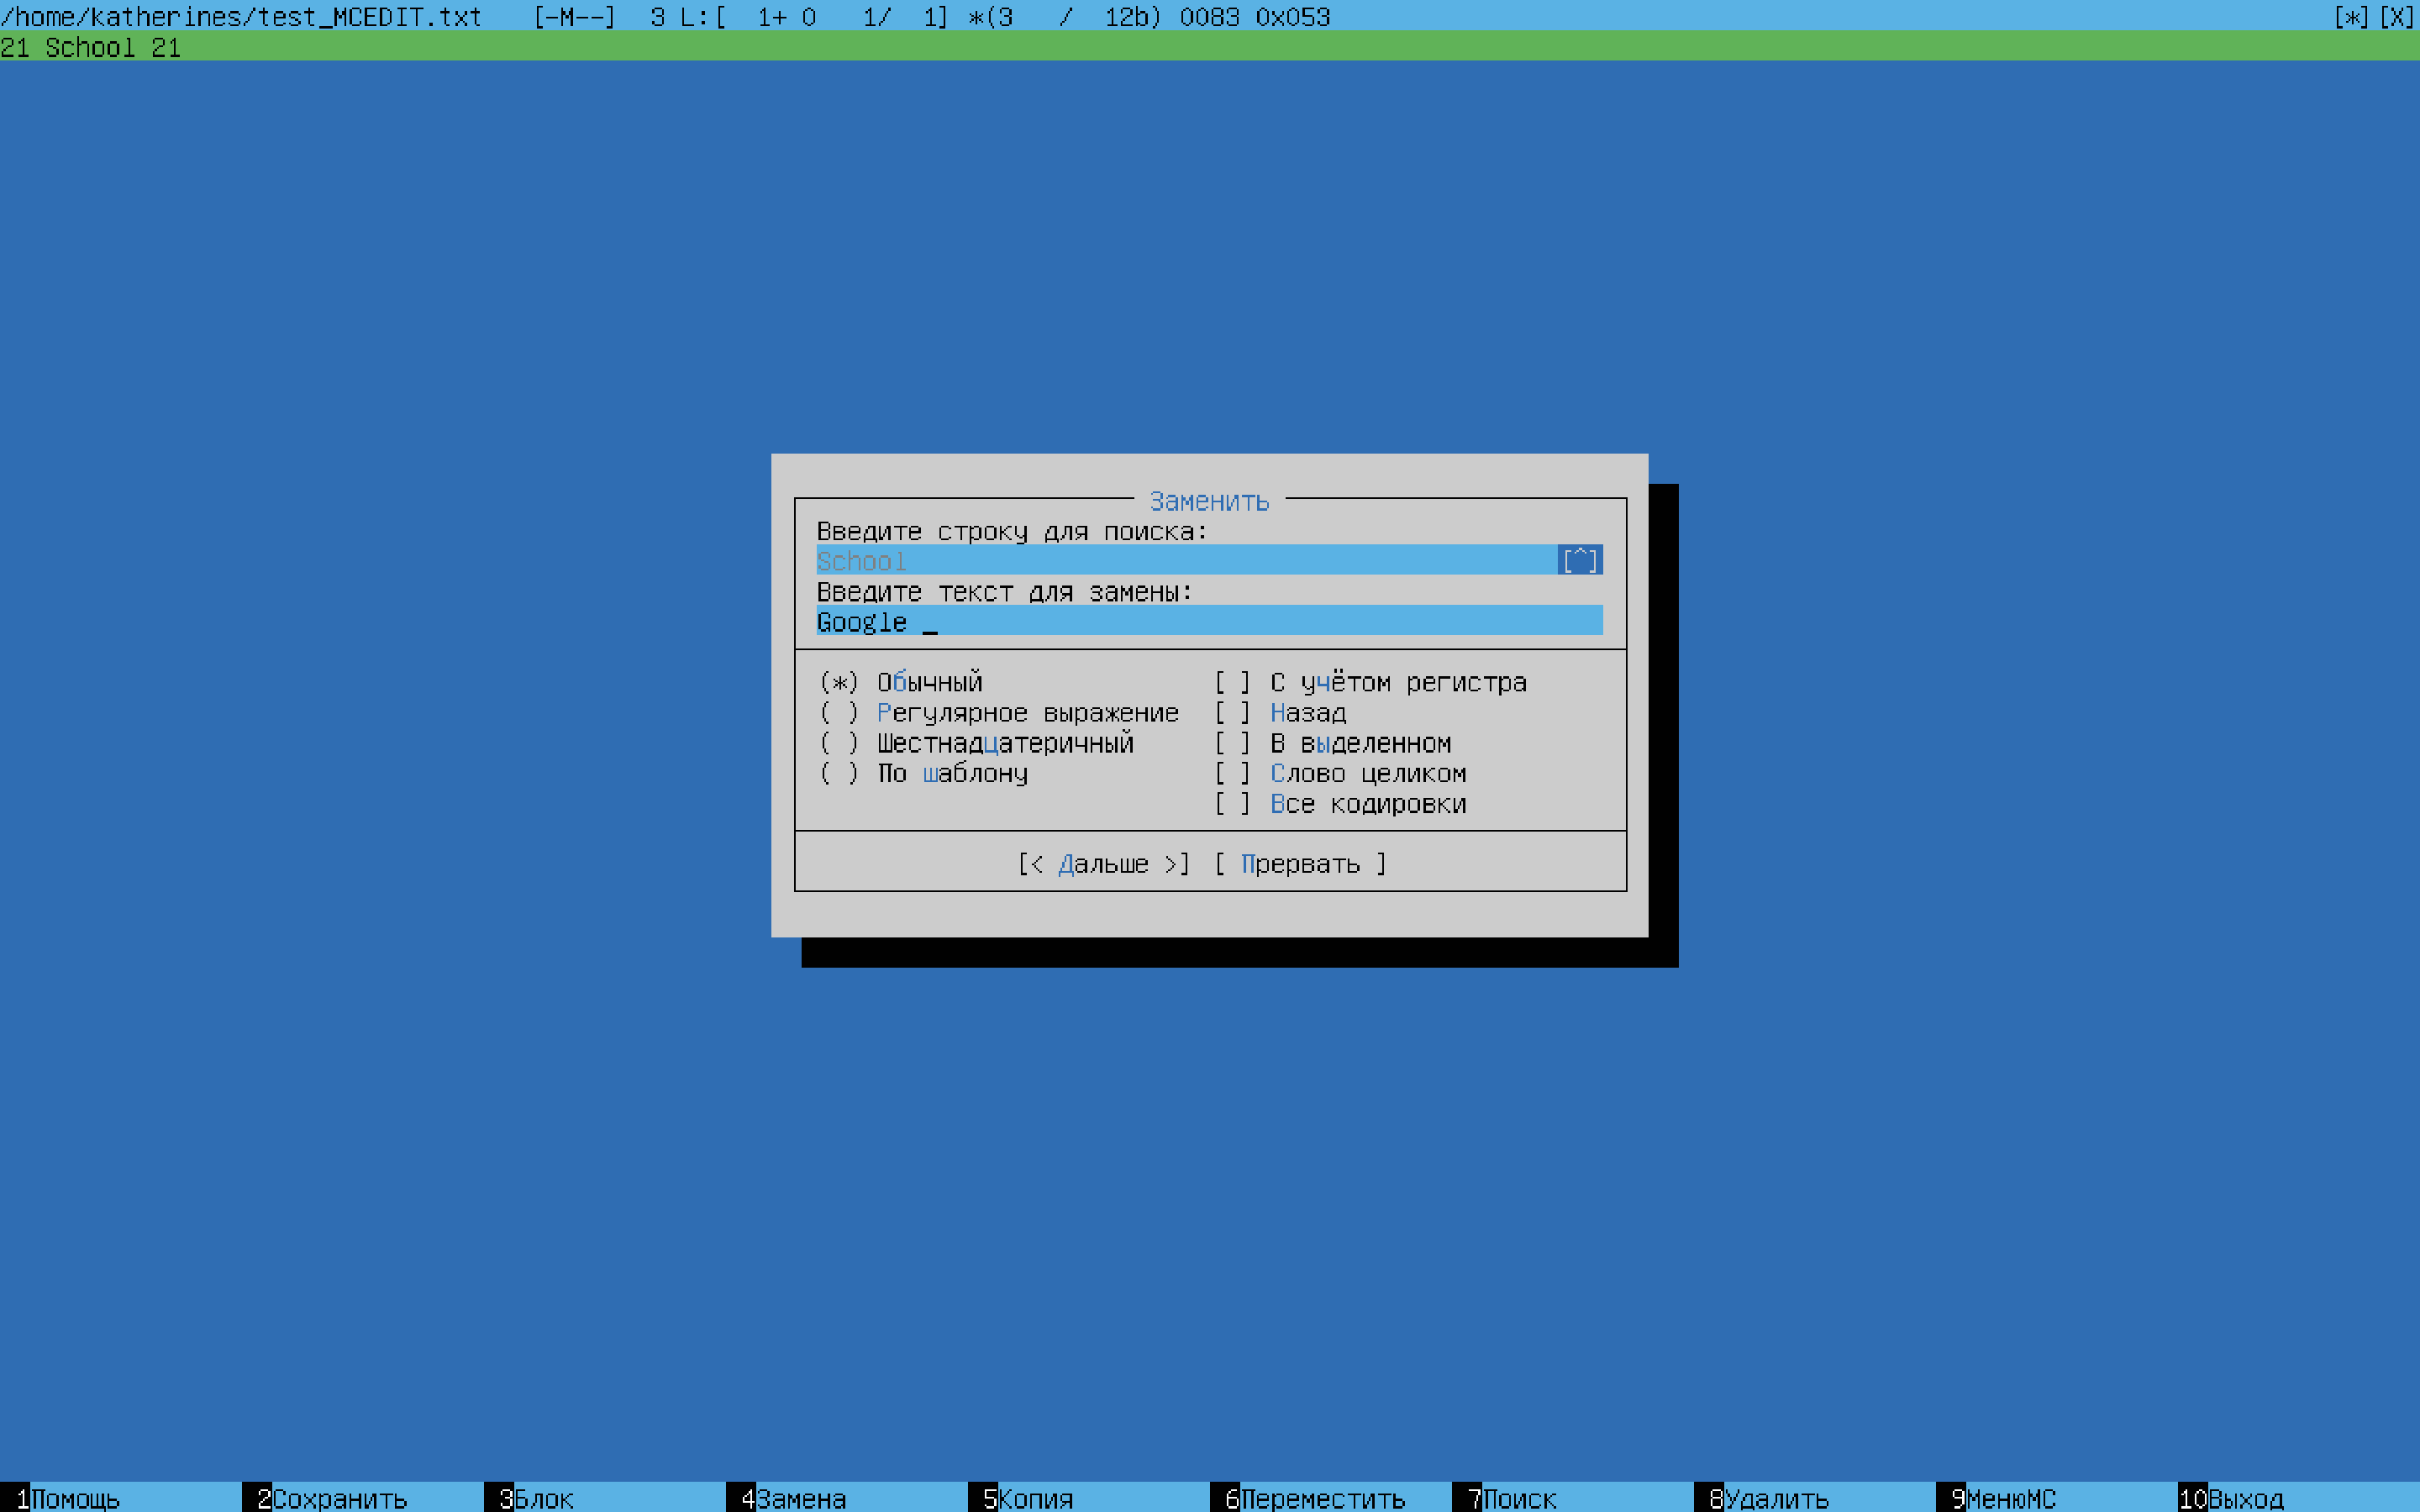 /home/katherines/test_MCEDIT.txt   [-M--]  3 L:[  1+ 0   1/  1] *(3   /  12b) 0083 0x053 [*][X]
21 School 21
Заменить
Введите строку для поиска:
School [^]
Введите текст для замены:
Google _
(*) Обычный [ ] С учётом регистра
( ) Регулярное выражение [ ] Назад
( ) Шестнадцатеричный [ ] В выделенном
( ) По шаблону [ ] Слово целиком
[ ] Все кодировки
[< Дальше >] [ Прервать ]
1Помощь 2Сохранить 3Блок 4Замена 5Копия 6Переместить 7Поиск 8Удалить 9МенюМС 10Выход